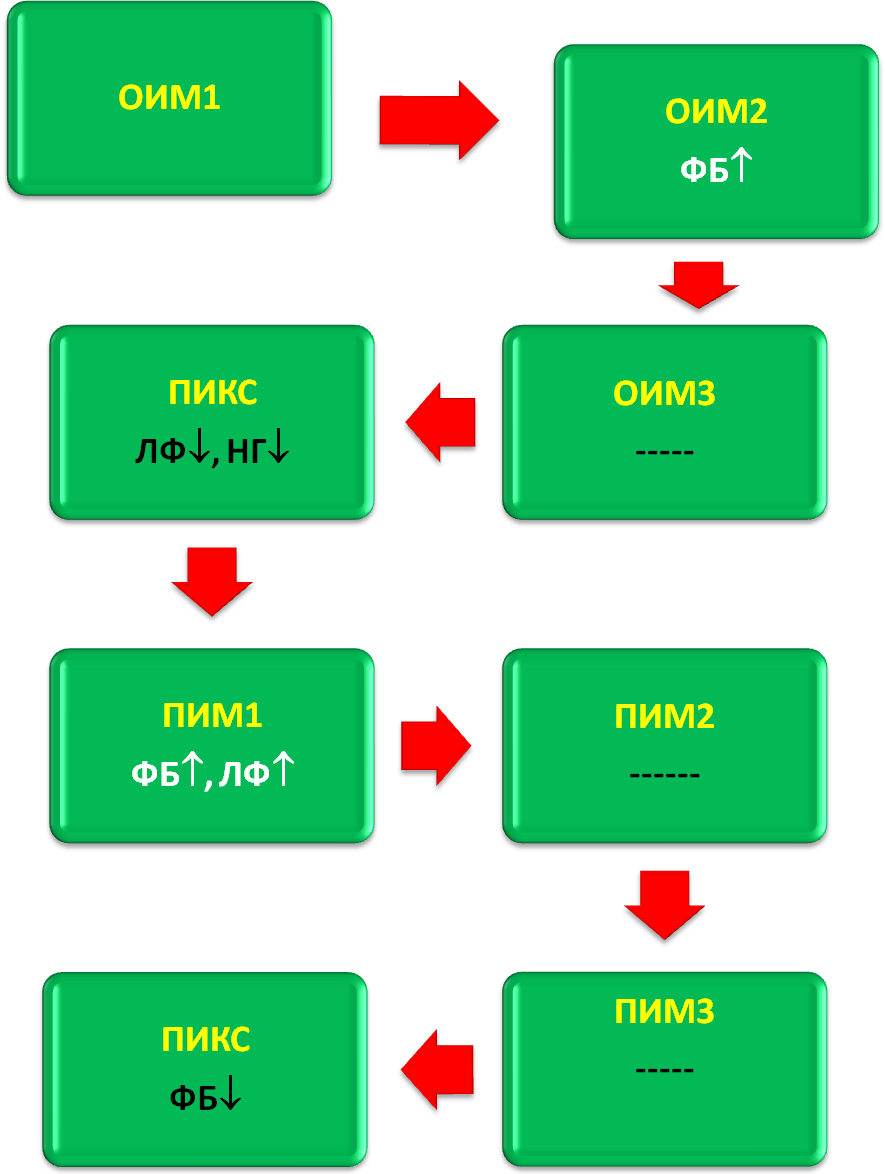 ОИМ1
ОИМ2
ФБ↑
ОИМ3
-----
ПИКС
ЛФ↓, НГ↓
ПИМ1
ФБ↑, ЛФ↑
ПИМ2
------
ПИМ3
-----
ПИКС
ФБ↓